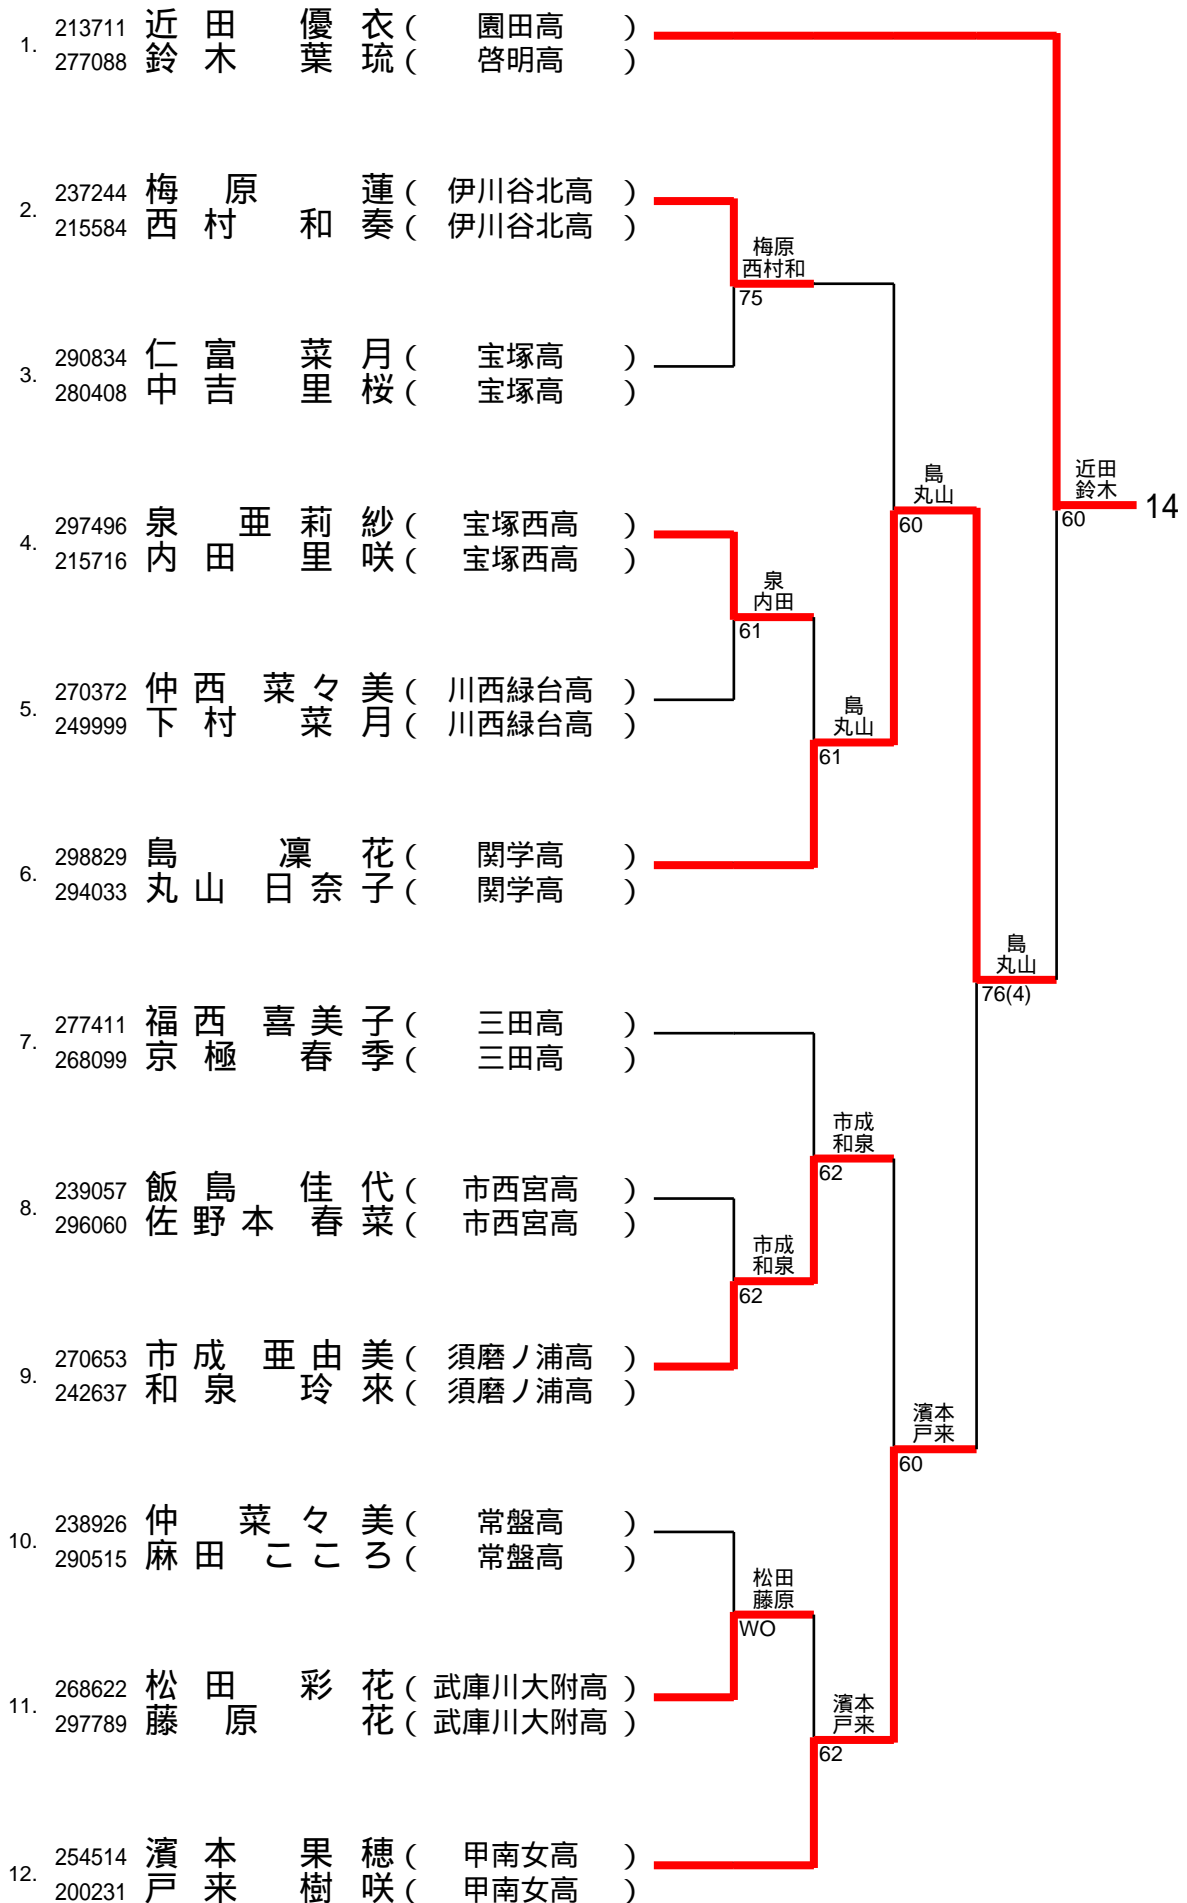 1. 213711 近田 優衣 ( 園田高 )
277088 鈴木 葉琉 ( 啓明高 )
2. 237244 梅原 蓮 ( 伊川谷北高 )
215584 西村 和奏 ( 伊川谷北高 )
梅原
西村和
75
3. 290834 仁富 菜月 ( 宝塚高 )
280408 中吉 里桜 ( 宝塚高 )
島
丸山
60
近田
鈴木
60
14
4. 297496 泉 亜莉紗 ( 宝塚西高 )
215716 内田 里咲 ( 宝塚西高 )
泉
内田
61
5. 270372 仲西 菜々美 ( 川西緑台高 )
249999 下村 菜月 ( 川西緑台高 )
島
丸山
61
6. 298829 島 凜花 ( 関学高 )
294033 丸山 日奈子 ( 関学高 )
島
丸山
76(4)
7. 277411 福西 喜美子 ( 三田高 )
268099 京極 春季 ( 三田高 )
市成
和泉
62
8. 239057 飯島 佳代 ( 市西宮高 )
296060 佐野本 春菜 ( 市西宮高 )
市成
和泉
62
9. 270653 市成 亜由美 ( 須磨ノ浦高 )
242637 和泉 玲來 ( 須磨ノ浦高 )
濱本
戸来
60
10. 238926 仲 菜々美 ( 常盤高 )
290515 麻田 こころ ( 常盤高 )
松田
藤原
WO
11. 268622 松田 彩花 ( 武庫川大附高 )
297789 藤原 花 ( 武庫川大附高 )
濱本
戸来
62
12. 254514 濱本 果穂 ( 甲南女高 )
200231 戸来 樹咲 ( 甲南女高 )